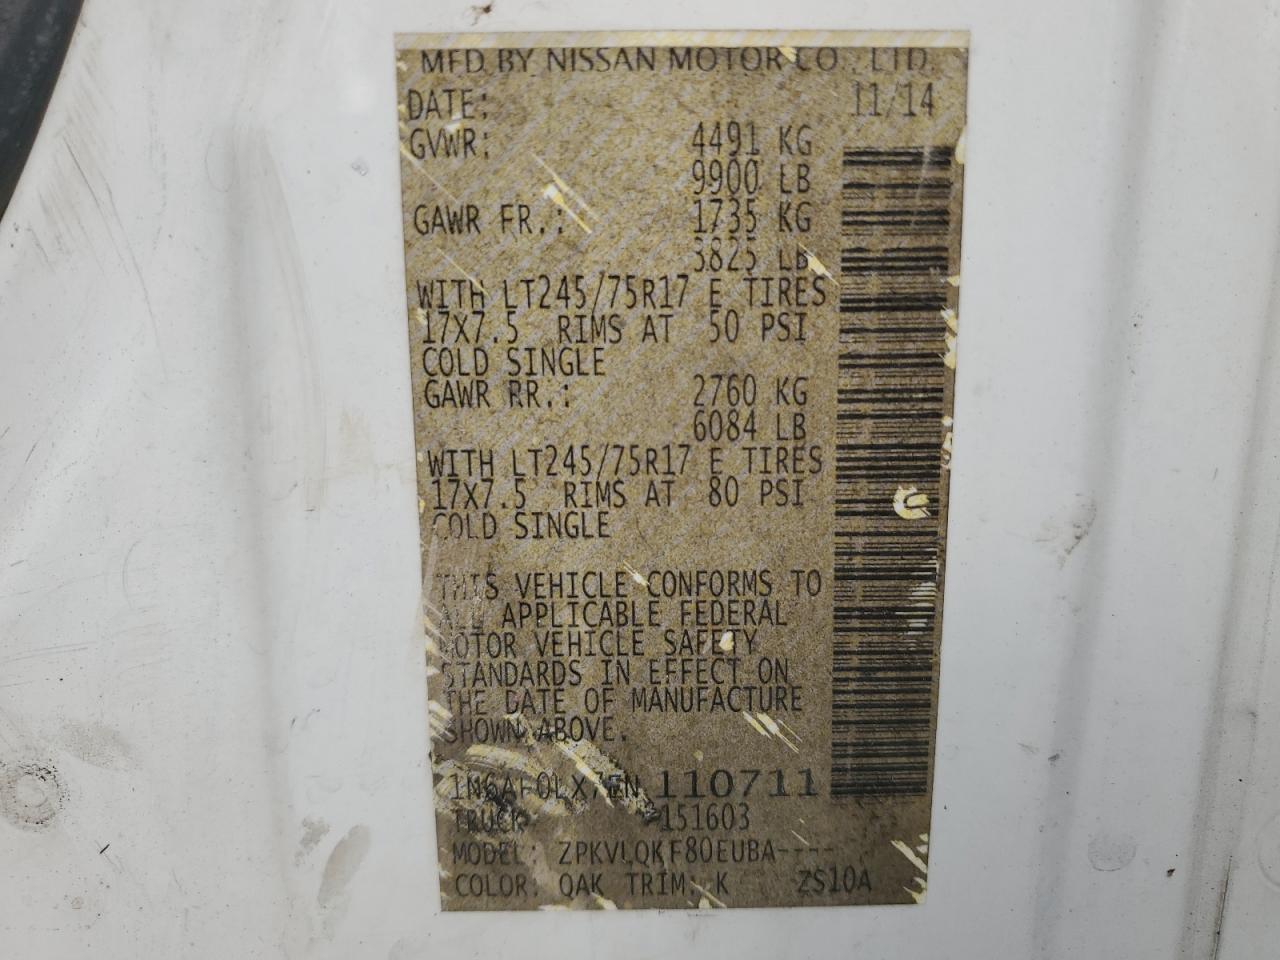 MFD BY NISSAN MOTOR CO., LTD.
DATE: 11/14
GVWR: 4491 KG
9900 LB
GAWR FR.: 1735 KG
3825 LB
WITH LT245/75R17 E TIRES
17X7.5 RIMS AT 50 PSI
COLD SINGLE
GAWR RR.: 2760 KG
6084 LB
WITH LT245/75R17 E TIRES
17X7.5 RIMS AT 80 PSI
COLD SINGLE
THIS VEHICLE CONFORMS TO
ALL APPLICABLE FEDERAL
MOTOR VEHICLE SAFETY
STANDARDS IN EFFECT ON
THE DATE OF MANUFACTURE
SHOWN ABOVE.
1N6AF0LX7EN 110711
TRUCK 151603
MODEL: ZPKVLQKF80EUBA----
COLOR: QAK TRIM: K ZS10A